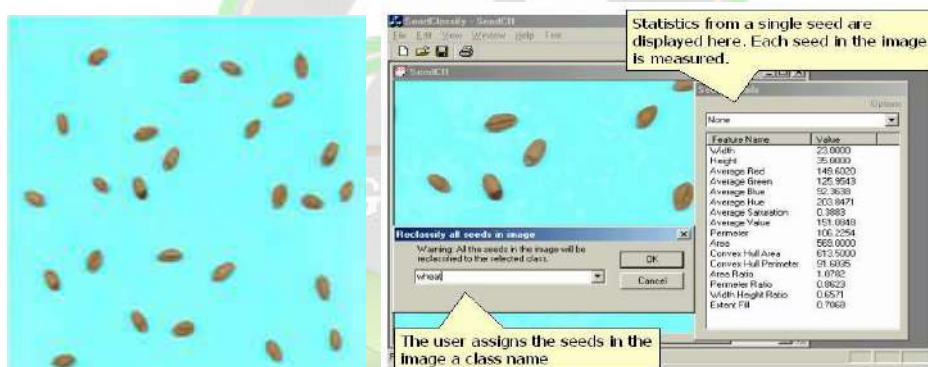 SeedClassify - SeedCl1
File Edit View Window Help Test
SeedCl1
Statistics from a single seed are
displayed here. Each seed in the image
is measured.
Options
None
Feature Name Value
Width 23.0000
Height 35.0000
Average Red 149.6020
Average Green 125.9543
Average Blue 92.3638
Average Hue 203.8471
Average Saturation 0.3883
Average Value 151.0848
Perimeter 106.2254
Area 569.0000
Convex Hull Area 613.5000
Convex Hull Perimeter 91.6035
Area Ratio 1.0782
Perimeter Ratio 0.8623
Width Height Ratio 0.6571
Extent Fill 0.7068
Reclassify all seeds in image
Warning: All the seeds in the image will be
reclassified to the selected class.
wheat
OK
Cancel
The user assigns the seeds in the
image a class name